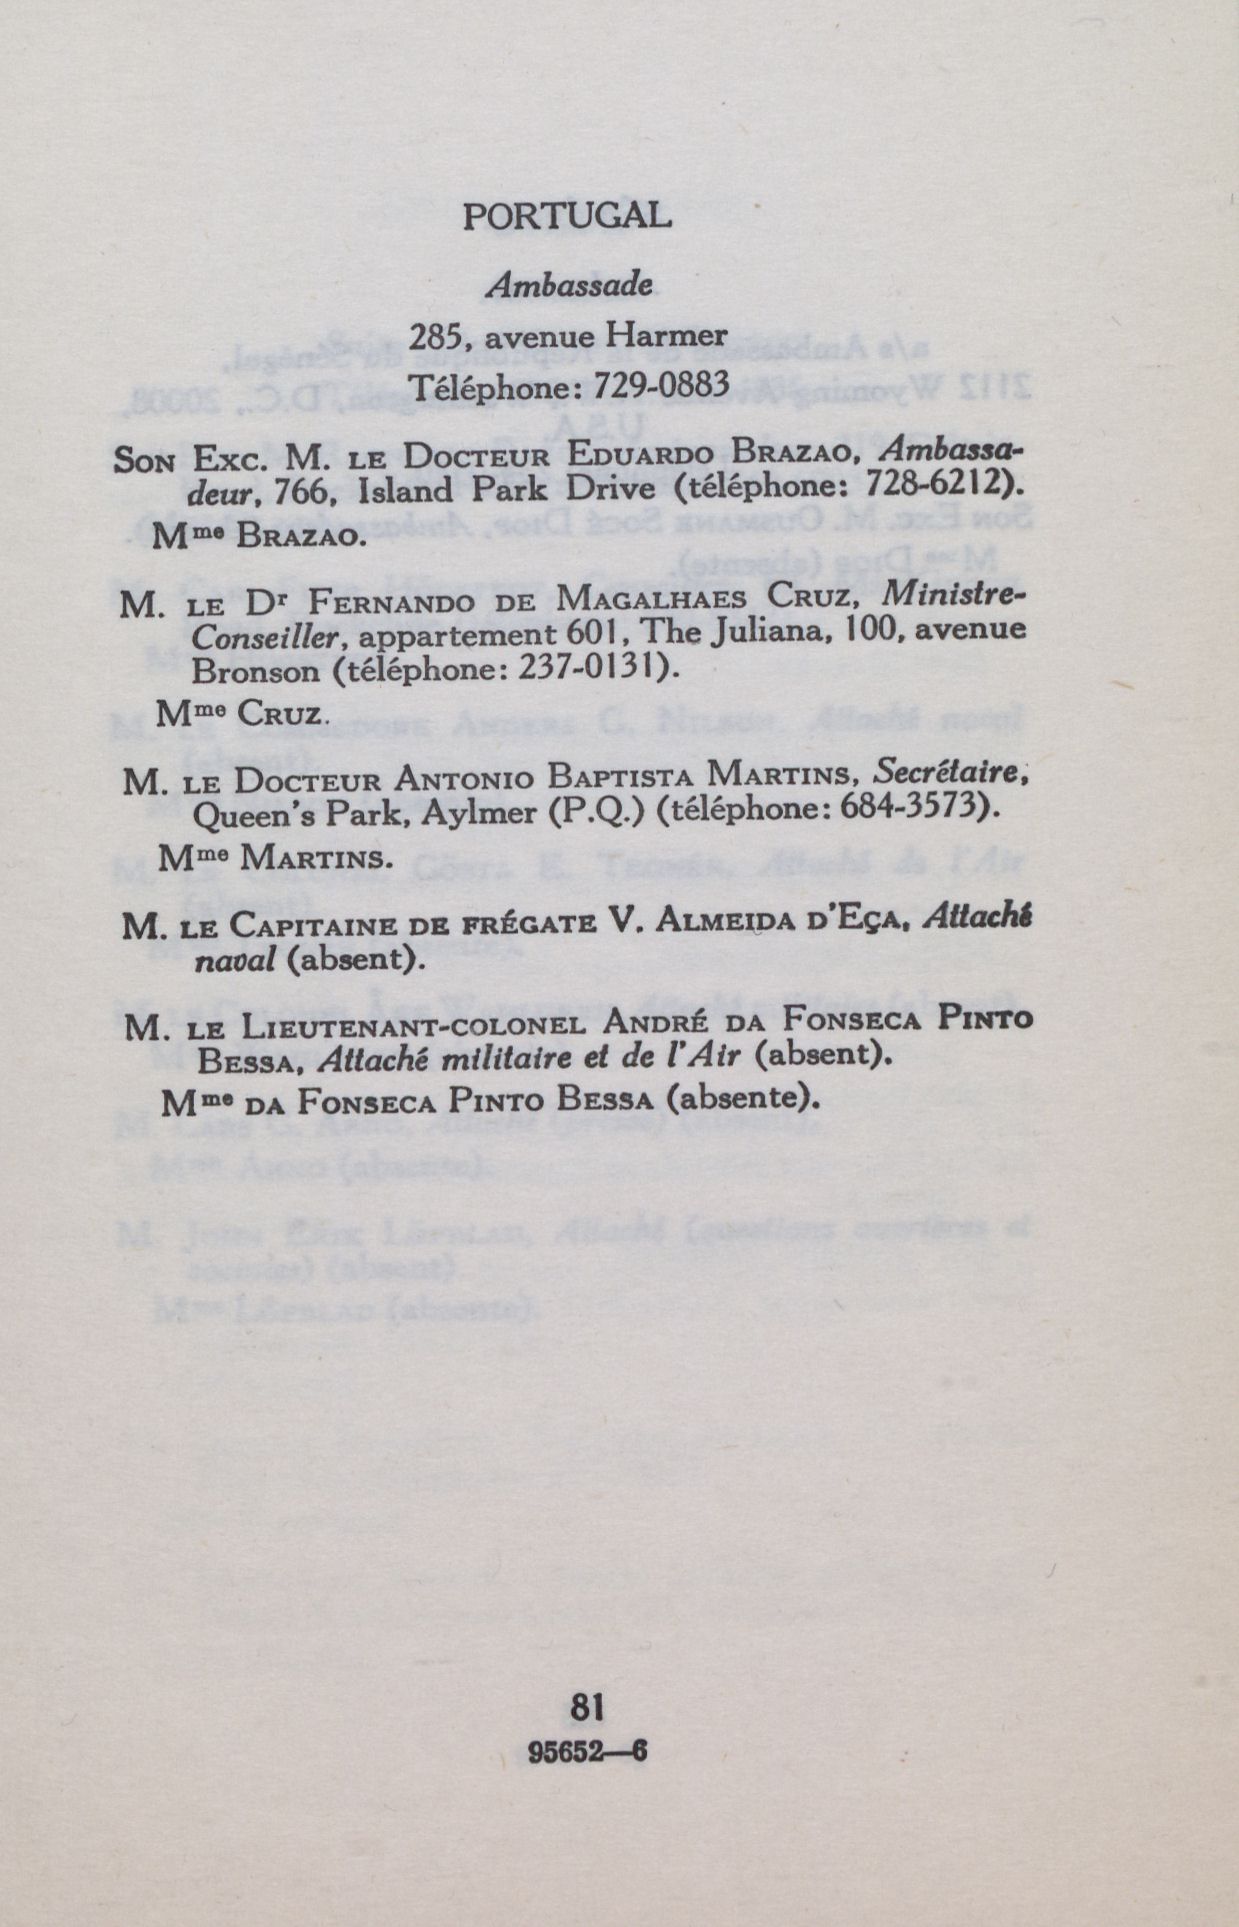 PORTUGAL
Ambassade
285, avenue Harmer
Téléphone: 729-0883
SON EXC. M. LE DOCTEUR EDUARDO BRAZAO, Ambassa-
deur, 766, Island Park Drive (téléphone: 728-6212).
Mme BRAZAO.
M. LE Dr FERNANDO DE MAGALHAES CRUZ, Ministre-
Conseiller, appartement 601, The Juliana, 100, avenue
Bronson (téléphone: 237-0131).
Mme CRUZ.
M. LE DOCTEUR ANTONIO BAPTISTA MARTINS, Secrétaire,
Queen's Park, Aylmer (P.Q.) (téléphone: 684-3573).
Mme MARTINS.
M. LE CAPITAINE DE FRÉGATE V. ALMEIDA D'EÇA, Attaché
naval (absent).
M. LE LIEUTENANT-COLONEL ANDRÉ DA FONSECA PINTO
BESSA, Attaché militaire et de l'Air (absent).
Mme DA FONSECA PINTO BESSA (absente).
81
95652—6